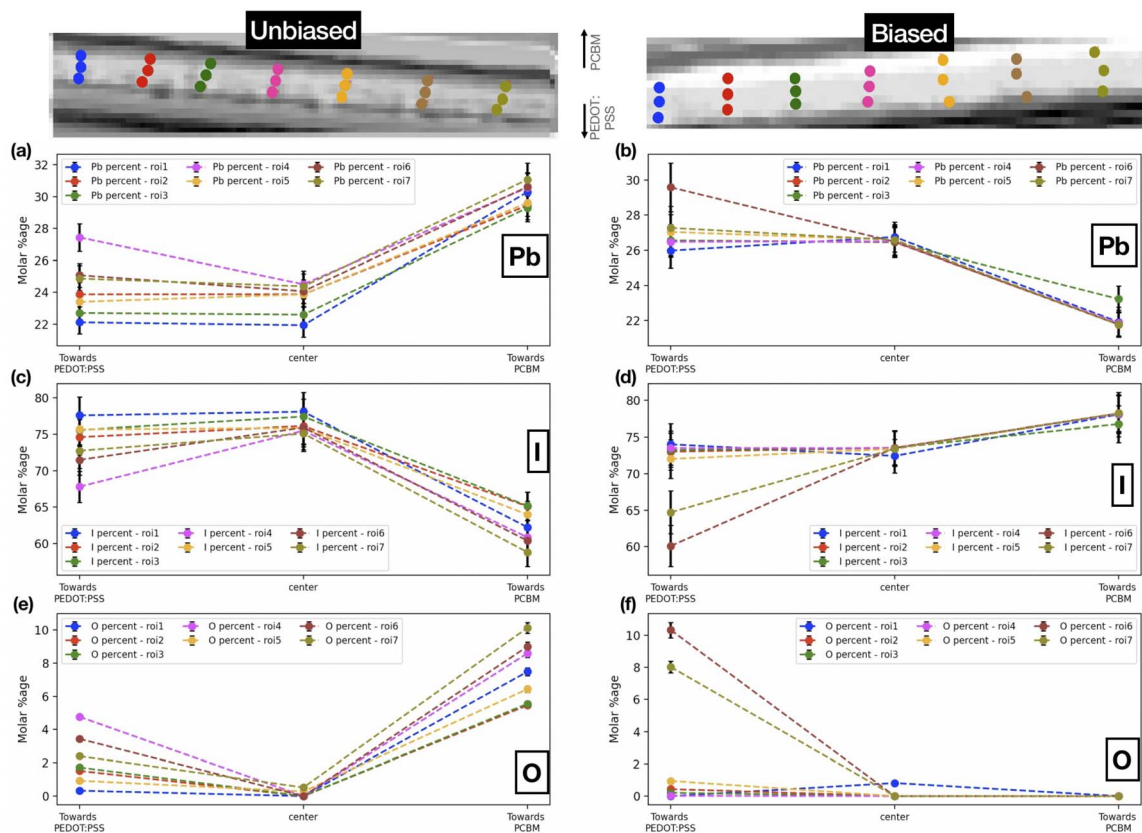 Unbiased
Biased
PCBM
PEDOT:
PSS
(a)
Pb percent - roi1
Pb percent - roi2
Pb percent - roi3
Pb percent - roi4
Pb percent - roi5
Pb percent - roi6
Pb percent - roi7
Pb
Molar %age
32
30
28
26
24
22
Towards
PEDOT:PSS
center
Towards
PCBM
(b)
Pb percent - roi1
Pb percent - roi2
Pb percent - roi4
Pb percent - roi5
Pb percent - roi6
Pb percent - roi7
Pb percent - roi3
Pb
Molar %age
30
28
26
24
22
Towards
PEDOT:PSS
center
Towards
PCBM
(c)
I
Molar %age
80
75
70
65
60
I percent - roi1
I percent - roi2
I percent - roi3
I percent - roi4
I percent - roi5
I percent - roi6
I percent - roi7
Towards
PEDOT:PSS
center
Towards
PCBM
(d)
I
Molar %age
80
75
70
65
60
I percent - roi1
I percent - roi2
I percent - roi3
I percent - roi4
I percent - roi5
I percent - roi6
I percent - roi7
Towards
PEDOT:PSS
center
Towards
PCBM
(e)
O percent - roi1
O percent - roi2
O percent - roi3
O percent - roi4
O percent - roi5
O percent - roi6
O percent - roi7
O
Molar %age
10
8
6
4
2
0
Towards
PEDOT:PSS
center
Towards
PCBM
(f)
O percent - roi1
O percent - roi2
O percent - roi3
O percent - roi4
O percent - roi5
O percent - roi6
O percent - roi7
O
Molar %age
10
8
6
4
2
0
Towards
PEDOT:PSS
center
Towards
PCBM